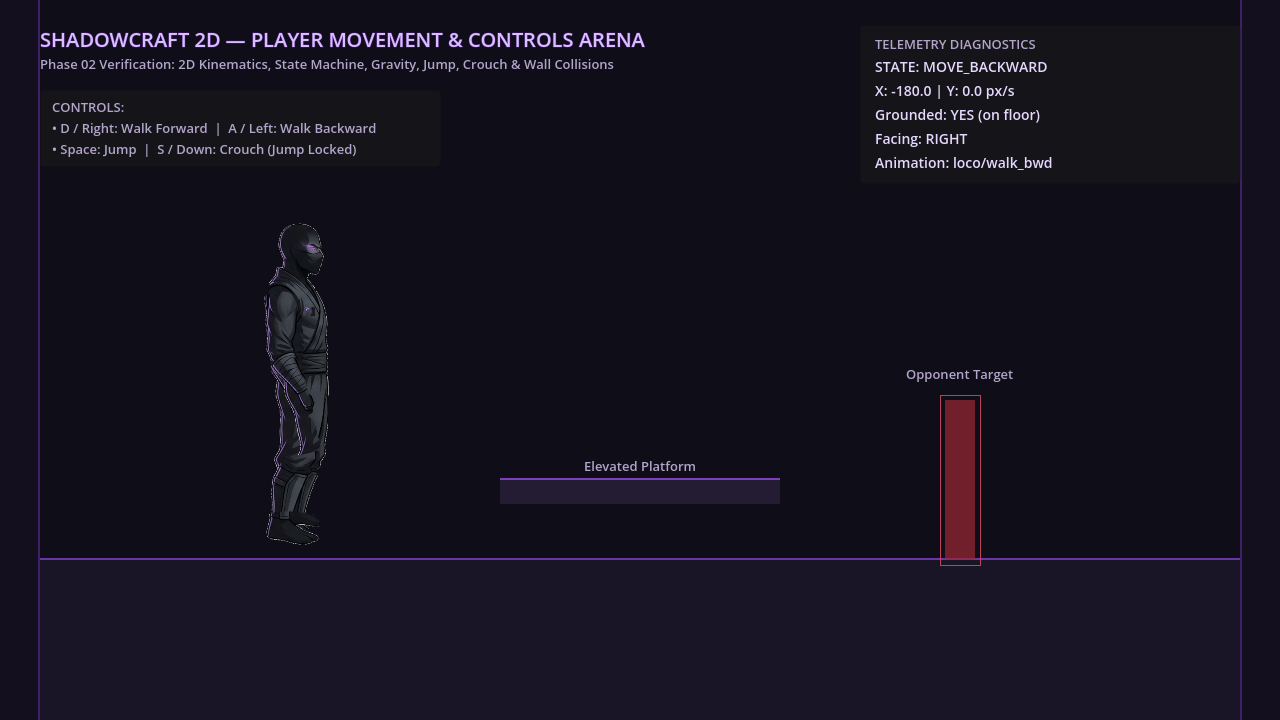 SHADOWCRAFT 2D — PLAYER MOVEMENT & CONTROLS ARENA
Phase 02 Verification: 2D Kinematics, State Machine, Gravity, Jump, Crouch & Wall Collisions
CONTROLS:
• D / Right: Walk Forward | A / Left: Walk Backward
• Space: Jump | S / Down: Crouch (Jump Locked)
TELEMETRY DIAGNOSTICS
STATE: MOVE_BACKWARD
X: -180.0 | Y: 0.0 px/s
Grounded: YES (on floor)
Facing: RIGHT
Animation: loco/walk_bwd
Opponent Target
Elevated Platform